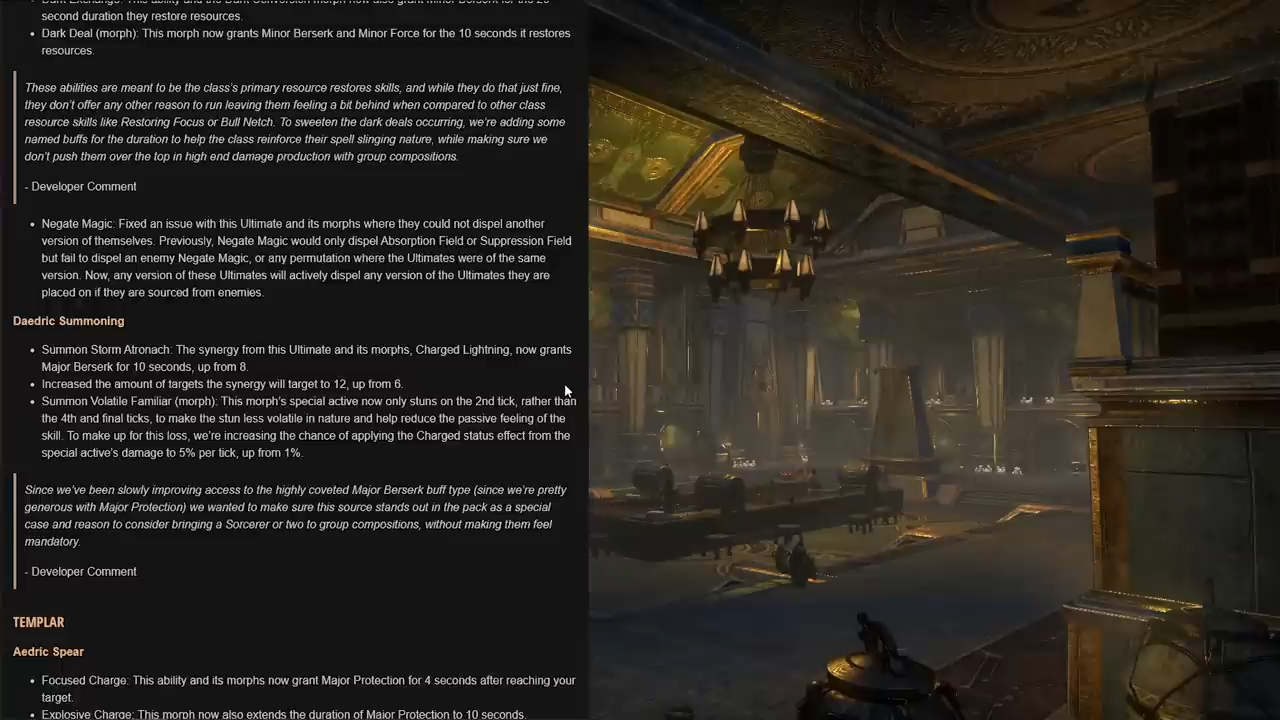 second duration they restore resources.
Dark Deal (morph): This morph now grants Minor Berserk and Minor Force for the 10 seconds it restores
resources.
These abilities are meant to be the class's primary resource restores skills, and while they do that just fine,
they don't offer any other reason to run leaving them feeling a bit behind when compared to other class
resource skills like Restoring Focus or Bull Netch. To sweeten the dark deals occurring, we're adding some
named buffs for the duration to help the class reinforce their spell slinging nature, while making sure we
don't push them over the top in high end damage production with group compositions.
- Developer Comment
Negate Magic: Fixed an issue with this Ultimate and its morphs where they could not dispel another
version of themselves. Previously, Negate Magic would only dispel Absorption Field or Suppression Field
but fail to dispel an enemy Negate Magic, or any permutation where the Ultimates were of the same
version. Now, any version of these Ultimates will actively dispel any version of the Ultimates they are
placed on if they are sourced from enemies.
Daedric Summoning
Summon Storm Atronach: The synergy from this Ultimate and its morphs, Charged Lightning, now grants
Major Berserk for 10 seconds, up from 8.
Increased the amount of targets the synergy will target to 12, up from 6.
Summon Volatile Familiar (morph): This morph's special active now only stuns on the 2nd tick, rather than
the 4th and final ticks, to make the stun less volatile in nature and help reduce the passive feeling of the
skill. To make up for this loss, we're increasing the chance of applying the Charged status effect from the
special active's damage to 5% per tick, up from 1%.
Since we've been slowly improving access to the highly coveted Major Berserk buff type (since we're pretty
generous with Major Protection) we wanted to make sure this source stands out in the pack as a special
case and reason to consider bringing a Sorcerer or two to group compositions, without making them feel
mandatory.
- Developer Comment
TEMPLAR
Aedric Spear
Focused Charge: This ability and its morphs now grant Major Protection for 4 seconds after reaching your
target.
Explosive Charge: This morph now also extends the duration of Major Protection to 10 seconds.